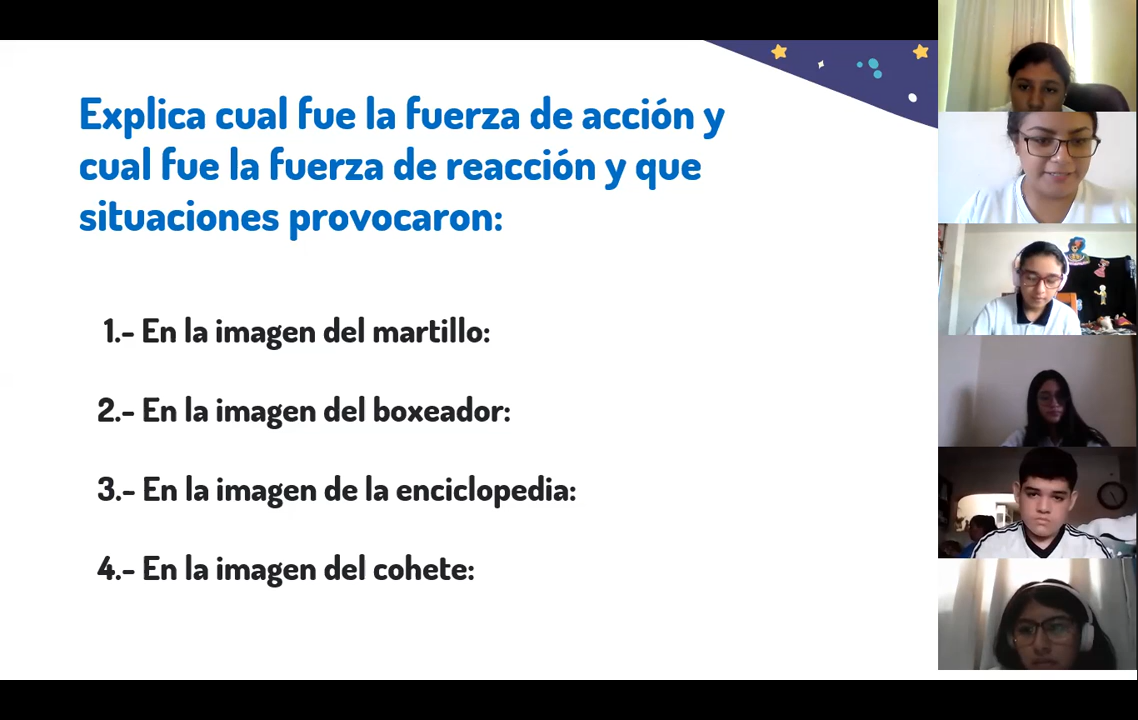 Explica cual fue la fuerza de acción y
cual fue la fuerza de reacción y que
situaciones provocaron:
1.- En la imagen del martillo:
2.- En la imagen del boxeador:
3.- En la imagen de la enciclopedia:
4.- En la imagen del cohete: